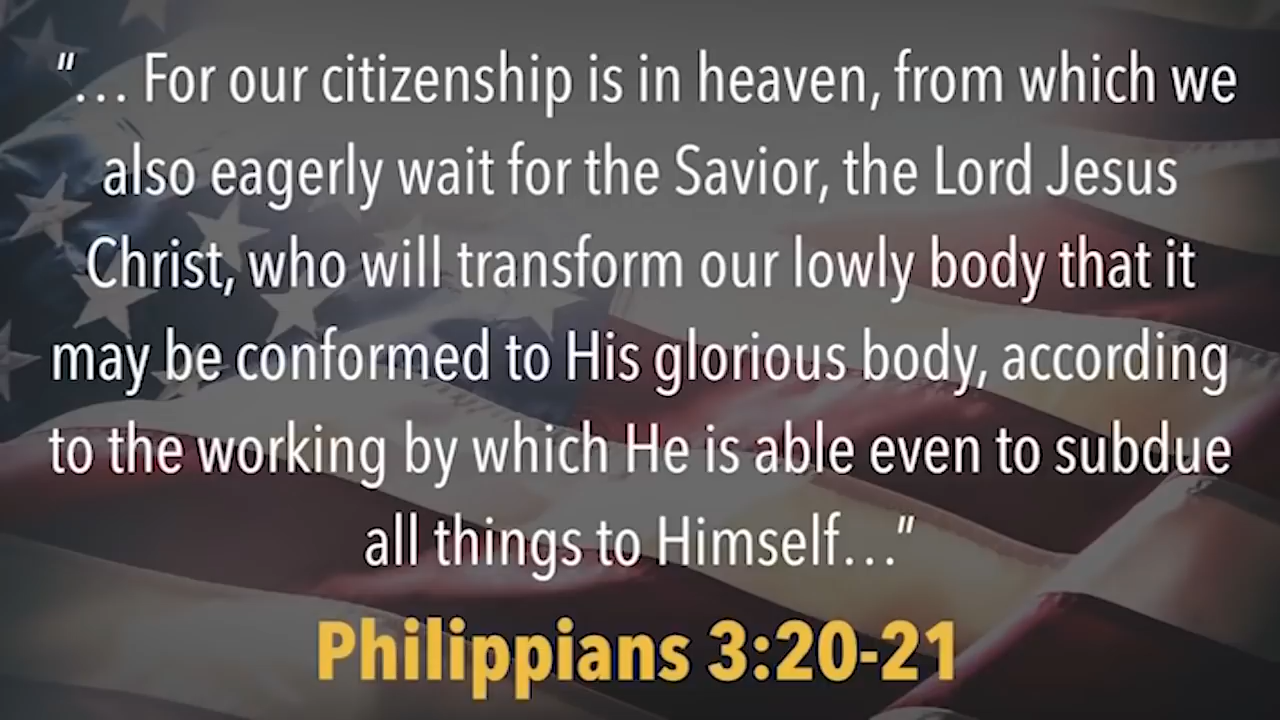 “… For our citizenship is in heaven, from which we
also eagerly wait for the Savior, the Lord Jesus
Christ, who will transform our lowly body that it
may be conformed to His glorious body, according
to the working by which He is able even to subdue
all things to Himself…”
Philippians 3:20-21